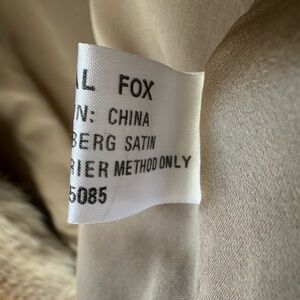 AL FOX
N: CHINA
BERG SATIN
RIER METHOD ONLY
5085